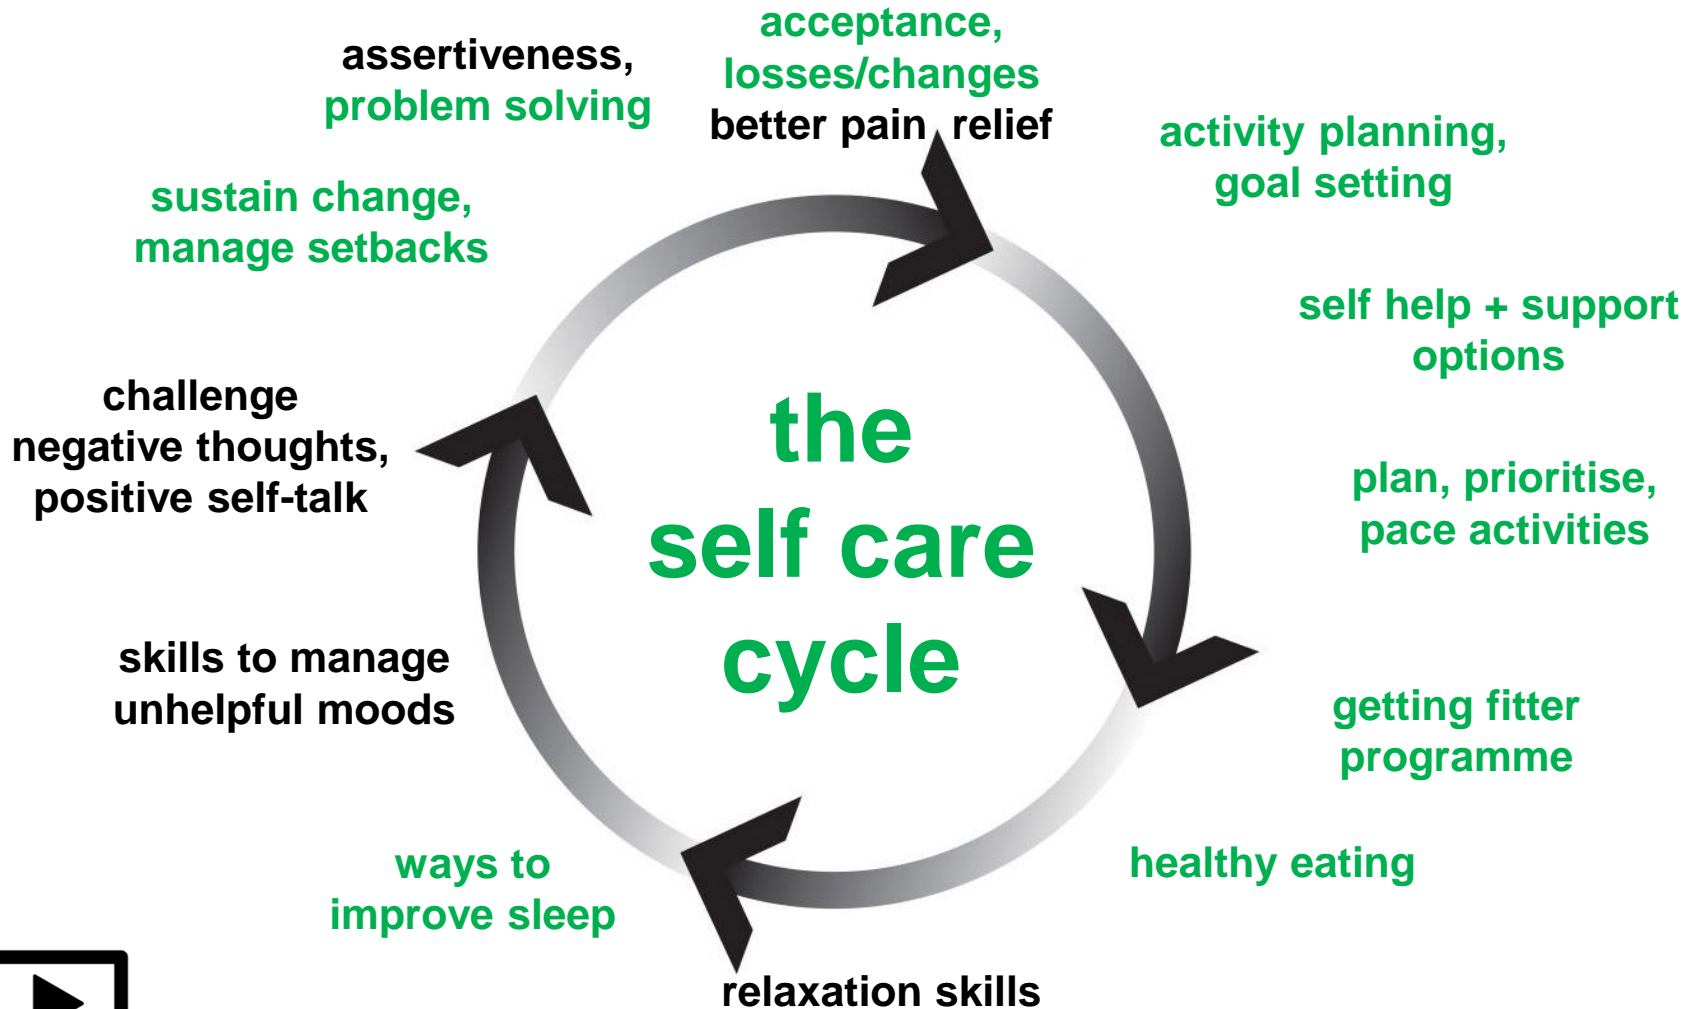 acceptance,
losses/changes
better pain relief
activity planning,
goal setting
self help + support
options
plan, prioritise,
pace activities
getting fitter
programme
healthy eating
relaxation skills
ways to
improve sleep
skills to manage
unhelpful moods
challenge
negative thoughts,
positive self-talk
sustain change,
manage setbacks
assertiveness,
problem solving
the
self care
cycle